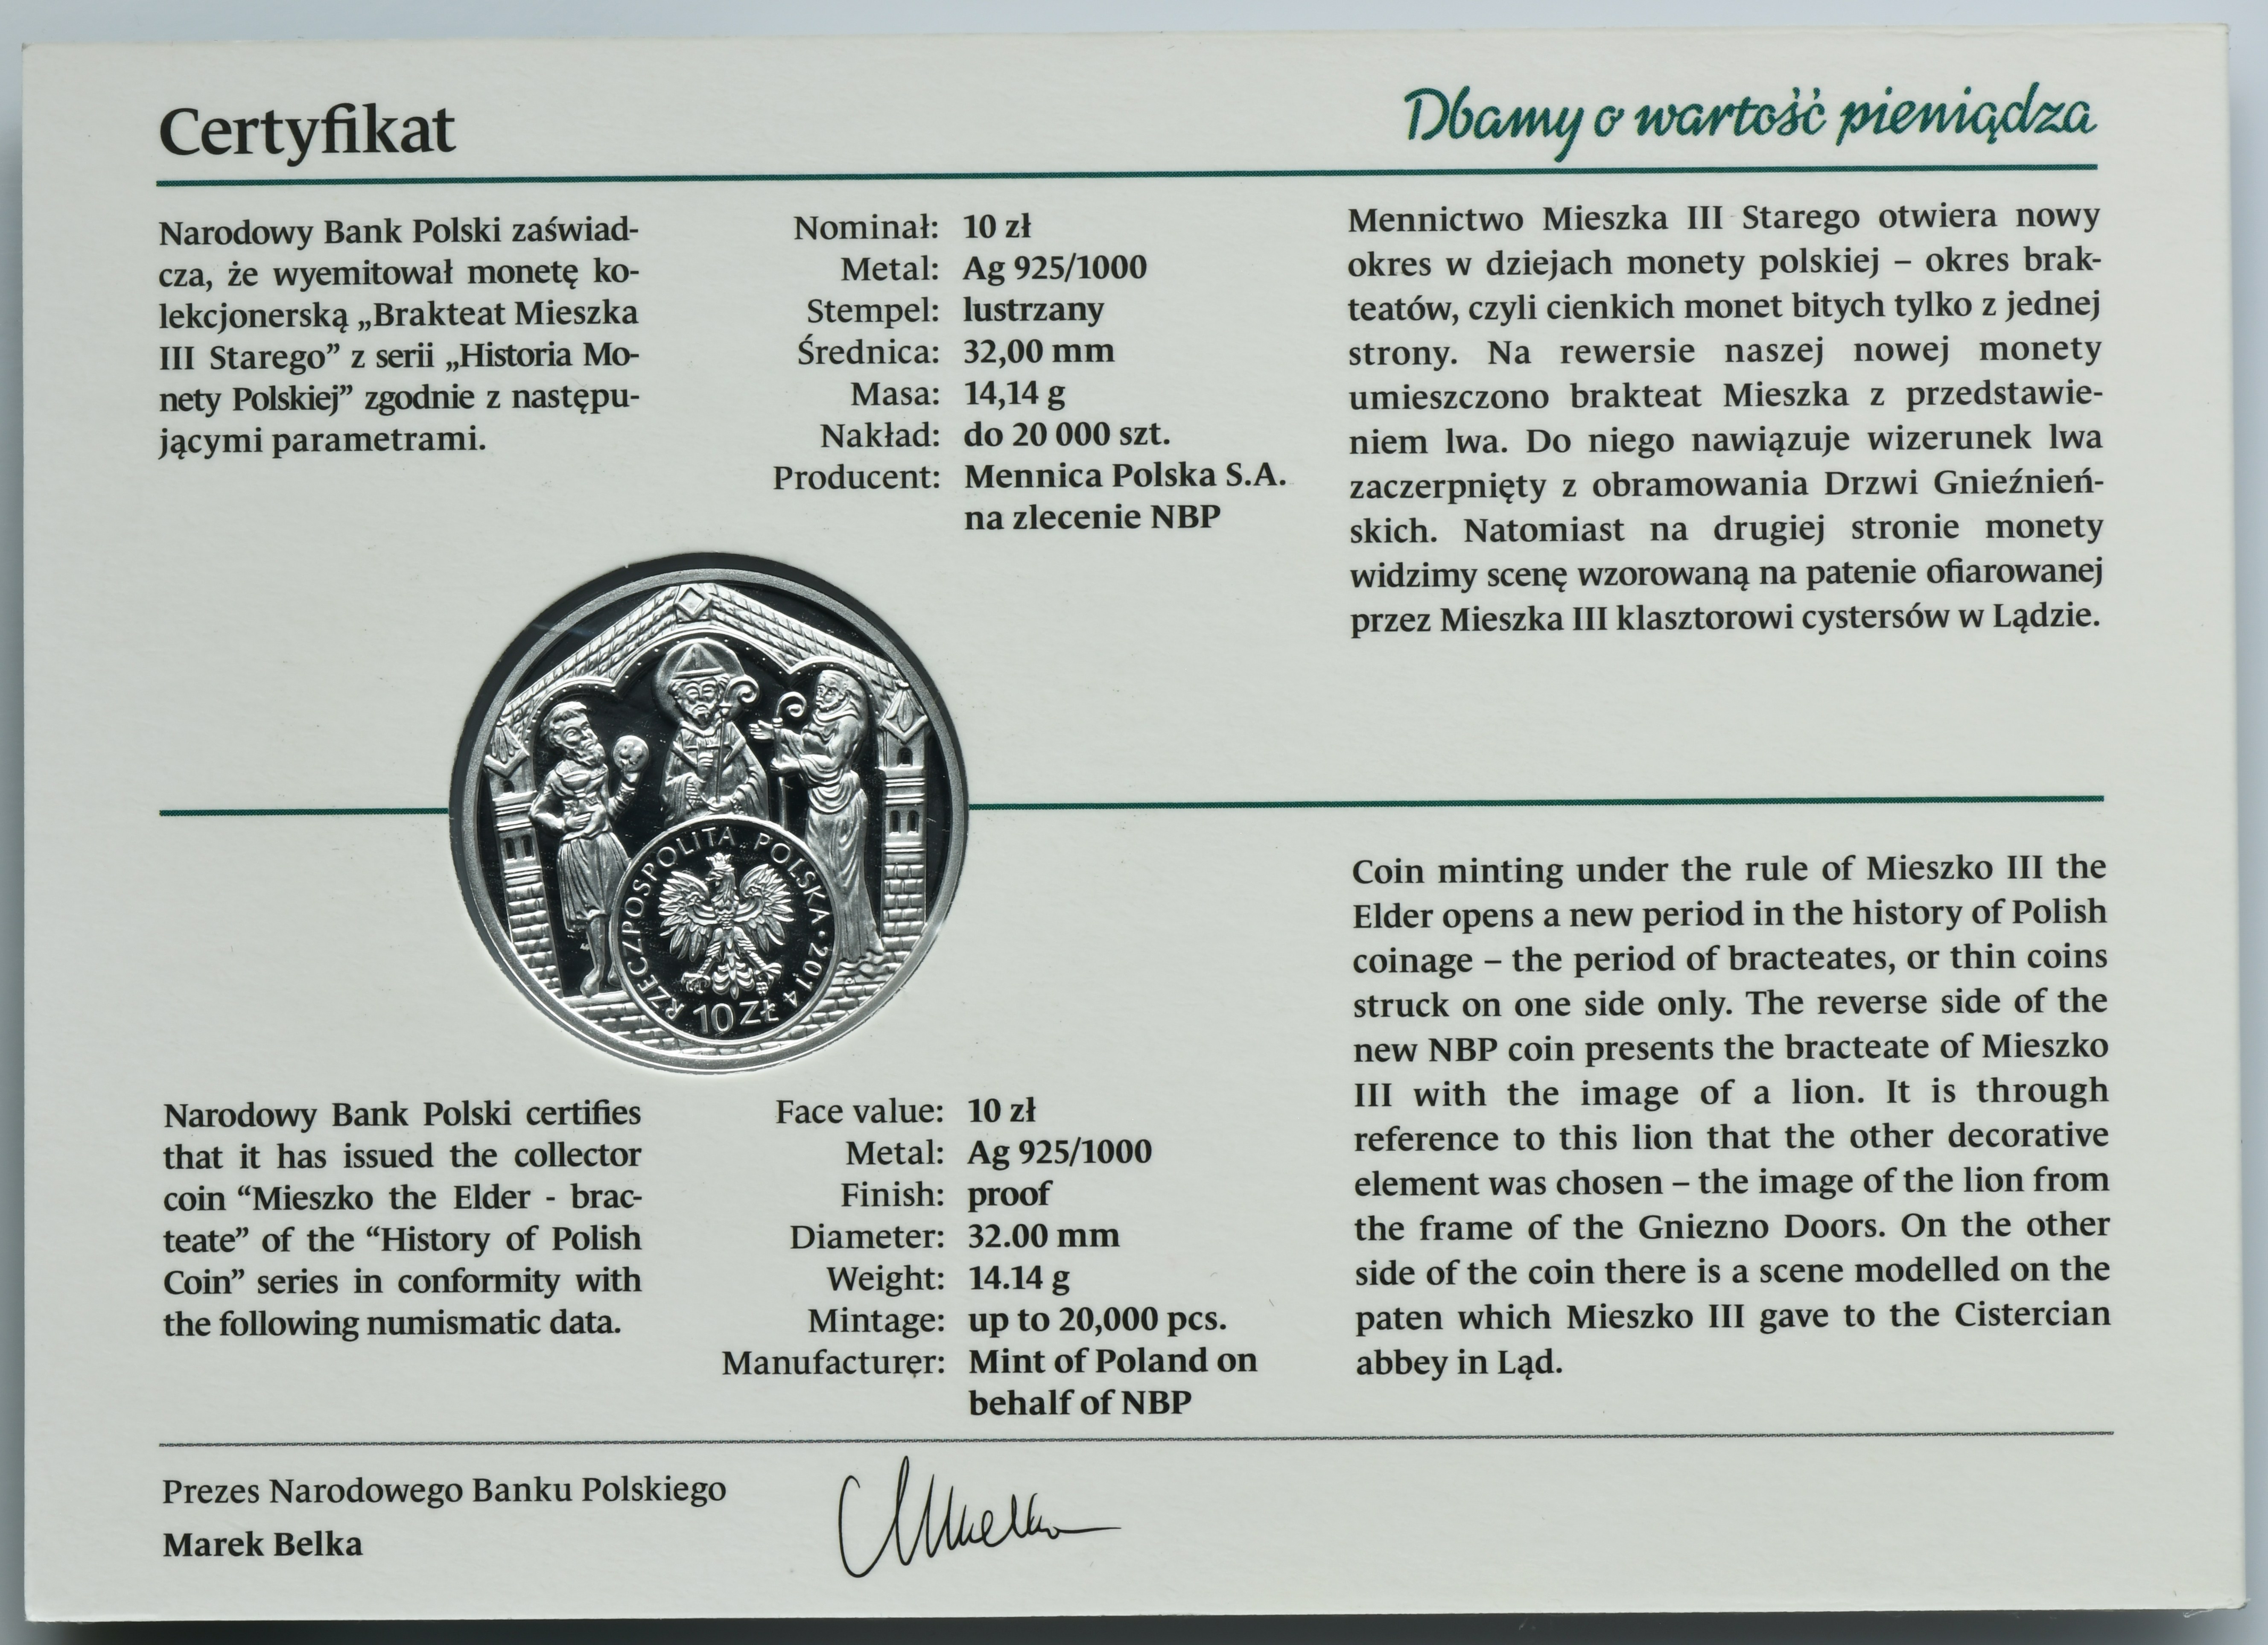 Certyfikat
Dbamy o wartość pieniądza
Narodowy Bank Polski zaświad-
cza, że wyemitował monetę ko-
lekcjonerską „Brakteat Mieszka
III Starego” z serii „Historia Mo-
nety Polskiej” zgodnie z następu-
jącymi parametrami.
Nominał: 10 zł
Metal: Ag 925/1000
Stempel: lustrzany
Średnica: 32,00 mm
Masa: 14,14 g
Nakład: do 20 000 szt.
Producent: Mennica Polska S.A.
na zlecenie NBP
Mennictwo Mieszka III Starego otwiera nowy
okres w dziejach monety polskiej – okres brak-
teatów, czyli cienkich monet bitych tylko z jednej
strony. Na rewersie naszej nowej monety
umieszczono brakteat Mieszka z przedstawie-
niem lwa. Do niego nawiązuje wizerunek lwa
zaczerpnięty z obramowania Drzwi Gnieźnień-
skich. Natomiast na drugiej stronie monety
widzimy scenę wzorowaną na patenie ofiarowanej
przez Mieszka III klasztorowi cystersów w Lądzie.
RZECZPOSPOLITA POLSKA · 2014
10 ZŁ
Narodowy Bank Polski certifies
that it has issued the collector
coin “Mieszko the Elder - brac-
teate” of the “History of Polish
Coin” series in conformity with
the following numismatic data.
Face value: 10 zł
Metal: Ag 925/1000
Finish: proof
Diameter: 32.00 mm
Weight: 14.14 g
Mintage: up to 20,000 pcs.
Manufacturer: Mint of Poland on
behalf of NBP
Coin minting under the rule of Mieszko III the
Elder opens a new period in the history of Polish
coinage – the period of bracteates, or thin coins
struck on one side only. The reverse side of the
new NBP coin presents the bracteate of Mieszko
III with the image of a lion. It is through
reference to this lion that the other decorative
element was chosen – the image of the lion from
the frame of the Gniezno Doors. On the other
side of the coin there is a scene modelled on the
paten which Mieszko III gave to the Cistercian
abbey in Ląd.
Prezes Narodowego Banku Polskiego
Marek Belka